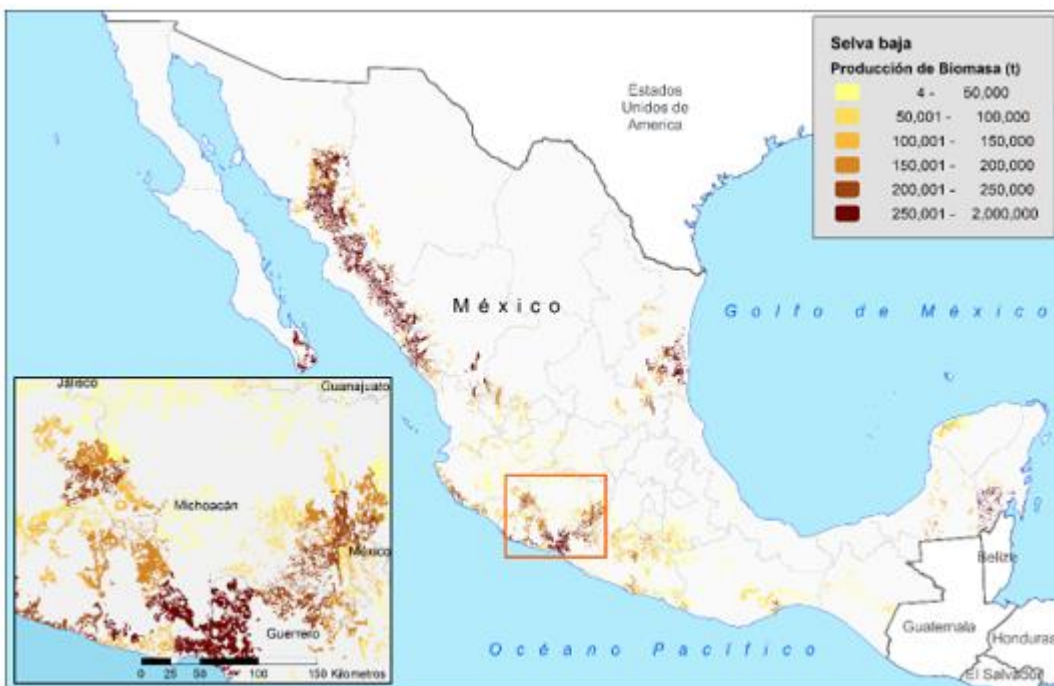 Selva baja
Producción de Biomasa (t)
4 - 50,000
50,001 - 100,000
100,001 - 150,000
150,001 - 200,000
200,001 - 250,000
250,001 - 2,000,000
Estados
Unidos de
America
México
Golfo de México
Jalisco
Guanajuato
Michoacán
México
Guerrero
0 25 50 100 150 Kilometros
Belize
Guatemala
Honduras
El Salvador
Océano Pacífico